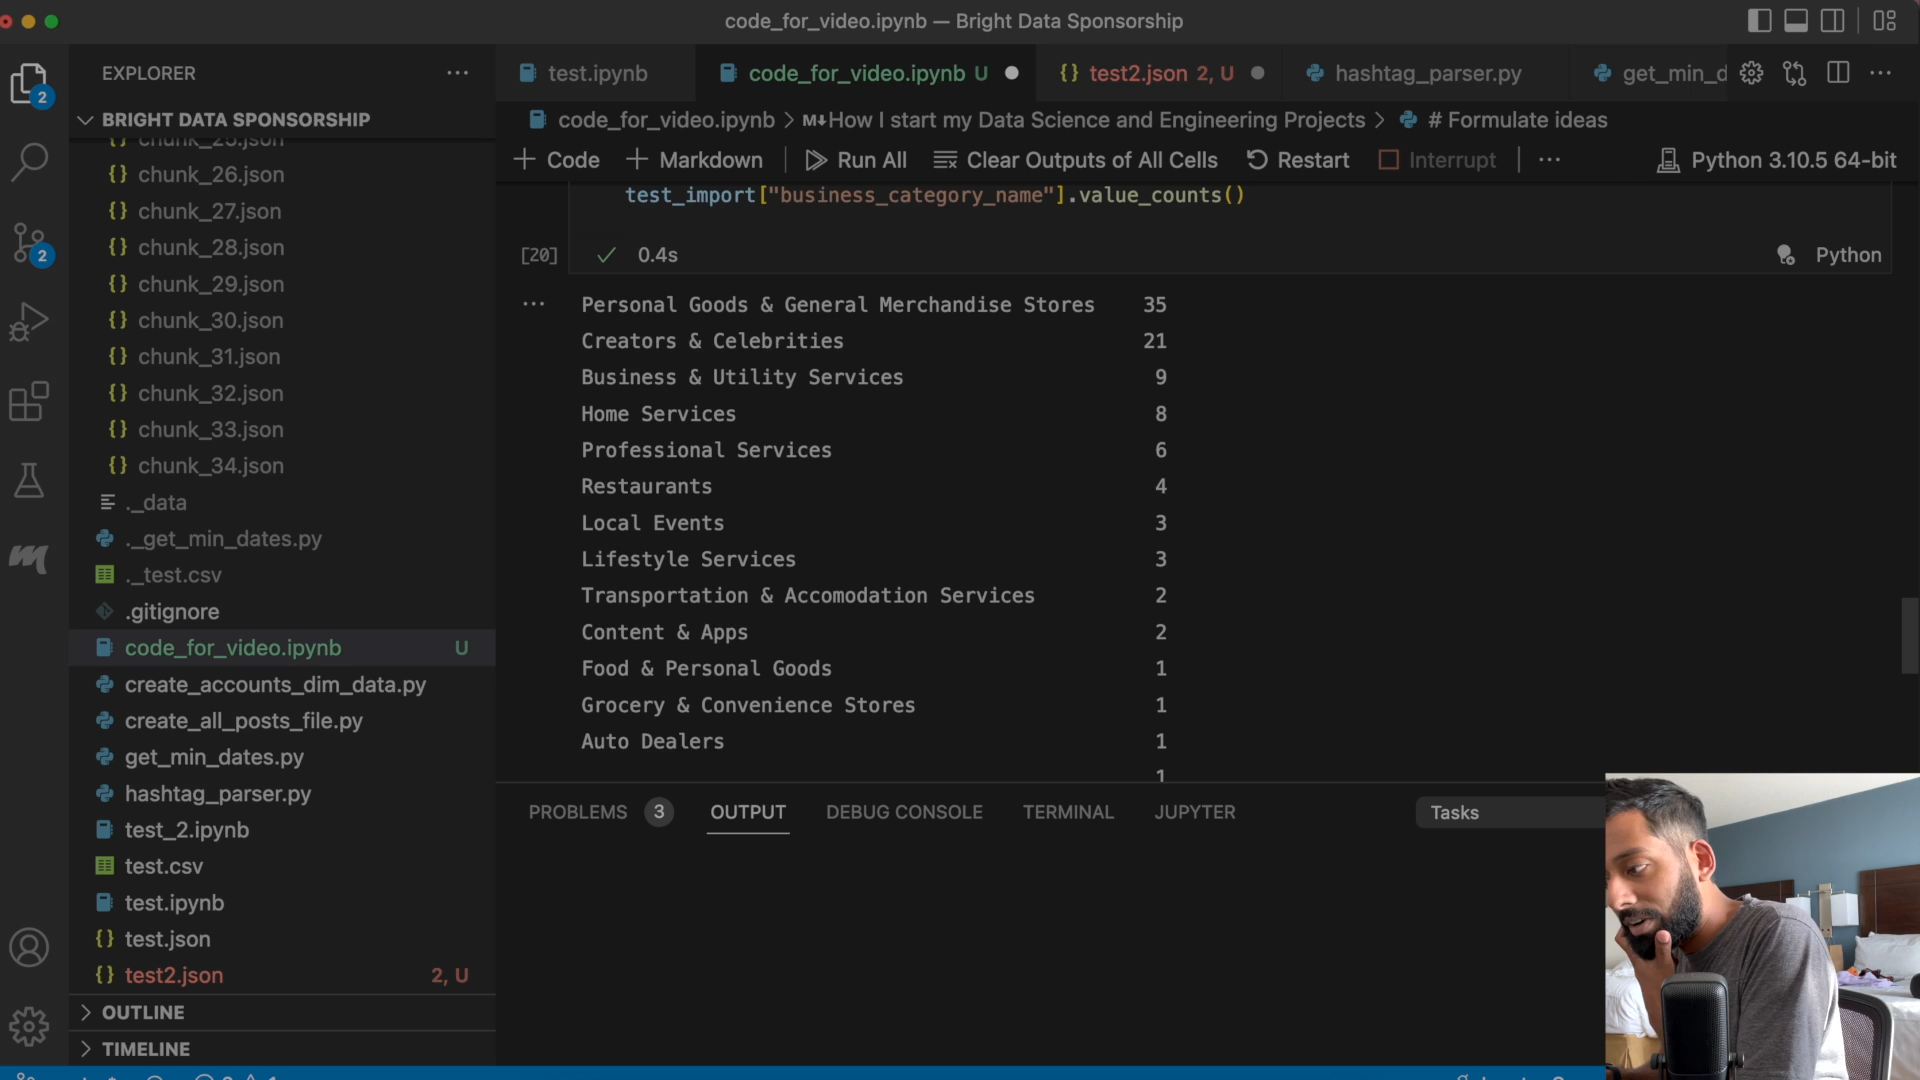 code_for_video.ipynb — Bright Data Sponsorship
EXPLORER
BRIGHT DATA SPONSORSHIP
chunk_25.json
chunk_26.json
chunk_27.json
chunk_28.json
chunk_29.json
chunk_30.json
chunk_31.json
chunk_32.json
chunk_33.json
chunk_34.json
._data
._get_min_dates.py
._test.csv
.gitignore
code_for_video.ipynb U
create_accounts_dim_data.py
create_all_posts_file.py
get_min_dates.py
hashtag_parser.py
test_2.ipynb
test.csv
test.ipynb
test.json
test2.json 2, U
OUTLINE
TIMELINE
2
2
test.ipynb code_for_video.ipynb U test2.json 2, U hashtag_parser.py get_min_d
code_for_video.ipynb > M↓How I start my Data Science and Engineering Projects > # Formulate ideas
+ Code + Markdown Run All Clear Outputs of All Cells Restart Interrupt ··· Python 3.10.5 64-bit
test_import["business_category_name"].value_counts()
[20] ✓ 0.4s Python
Personal Goods & General Merchandise Stores 35
Creators & Celebrities 21
Business & Utility Services 9
Home Services 8
Professional Services 6
Restaurants 4
Local Events 3
Lifestyle Services 3
Transportation & Accomodation Services 2
Content & Apps 2
Food & Personal Goods 1
Grocery & Convenience Stores 1
Auto Dealers 1
1
PROBLEMS 3 OUTPUT DEBUG CONSOLE TERMINAL JUPYTER Tasks